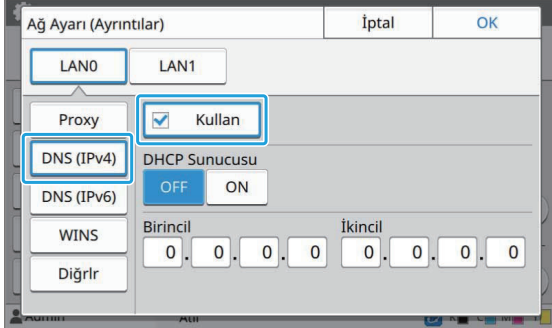 Ağ Ayarı (Ayrıntılar) İptal OK
LAN0 LAN1
Proxy
Kullan
DNS (IPv4)
DHCP Sunucusu
OFF ON
DNS (IPv6)
WINS
Birincil İkincil
0. 0. 0. 0 0. 0. 0. 0
Diğrlr
Admin Atıl